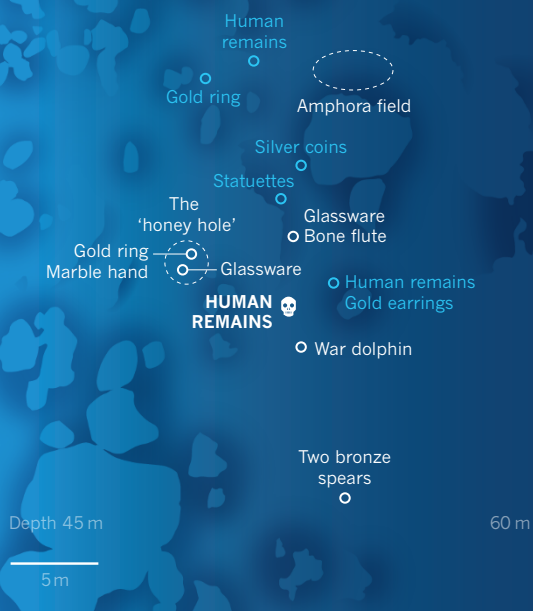 Human
remains
Gold ring
Amphora field
Silver coins
Statuettes
The
‘honey hole’
Glassware
Bone flute
Gold ring
Marble hand
Glassware
Human remains
Gold earrings
HUMAN
REMAINS
War dolphin
Two bronze
spears
Depth 45 m
60 m
5 m